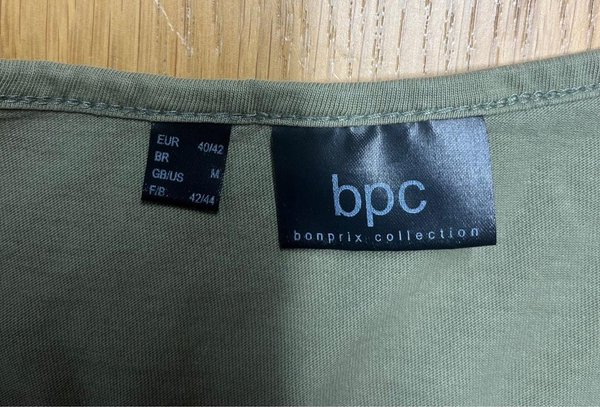 EUR 40/42
BR
GB/US M
F/B. 42/44
bpc
bonprix collection